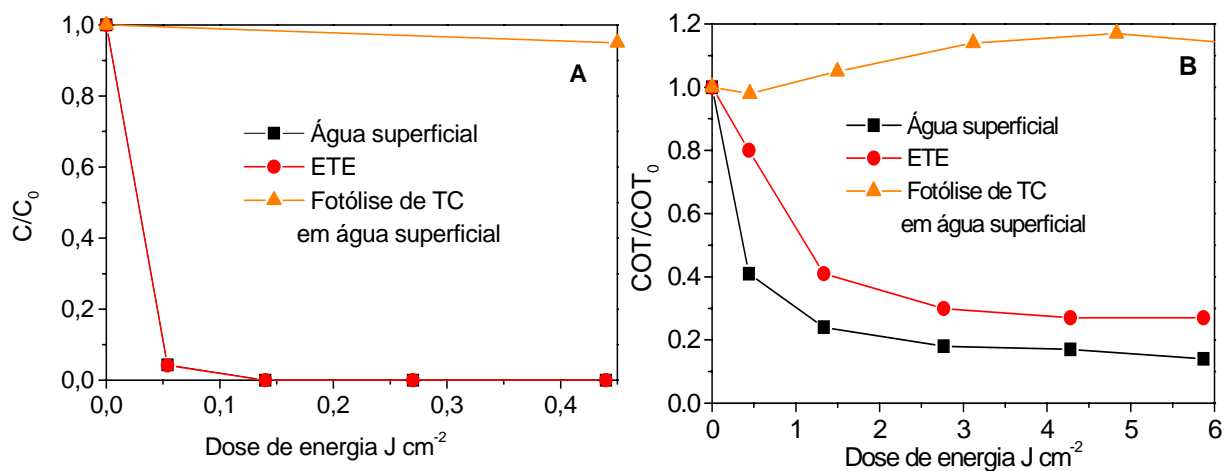 1,0
0,8
0,6
0,4
0,2
0,0
C/C0
A
Água superficial
ETE
Fotólise de TC
em água superficial
0,0 0,1 0,2 0,3 0,4
Dose de energia J cm-2
1.2
1.0
0.8
0.6
0.4
0.2
0.0
COT/COT0
B
Água superficial
ETE
Fotólise de TC
em água superficial
0 1 2 3 4 5 6
Dose de energia J cm-2